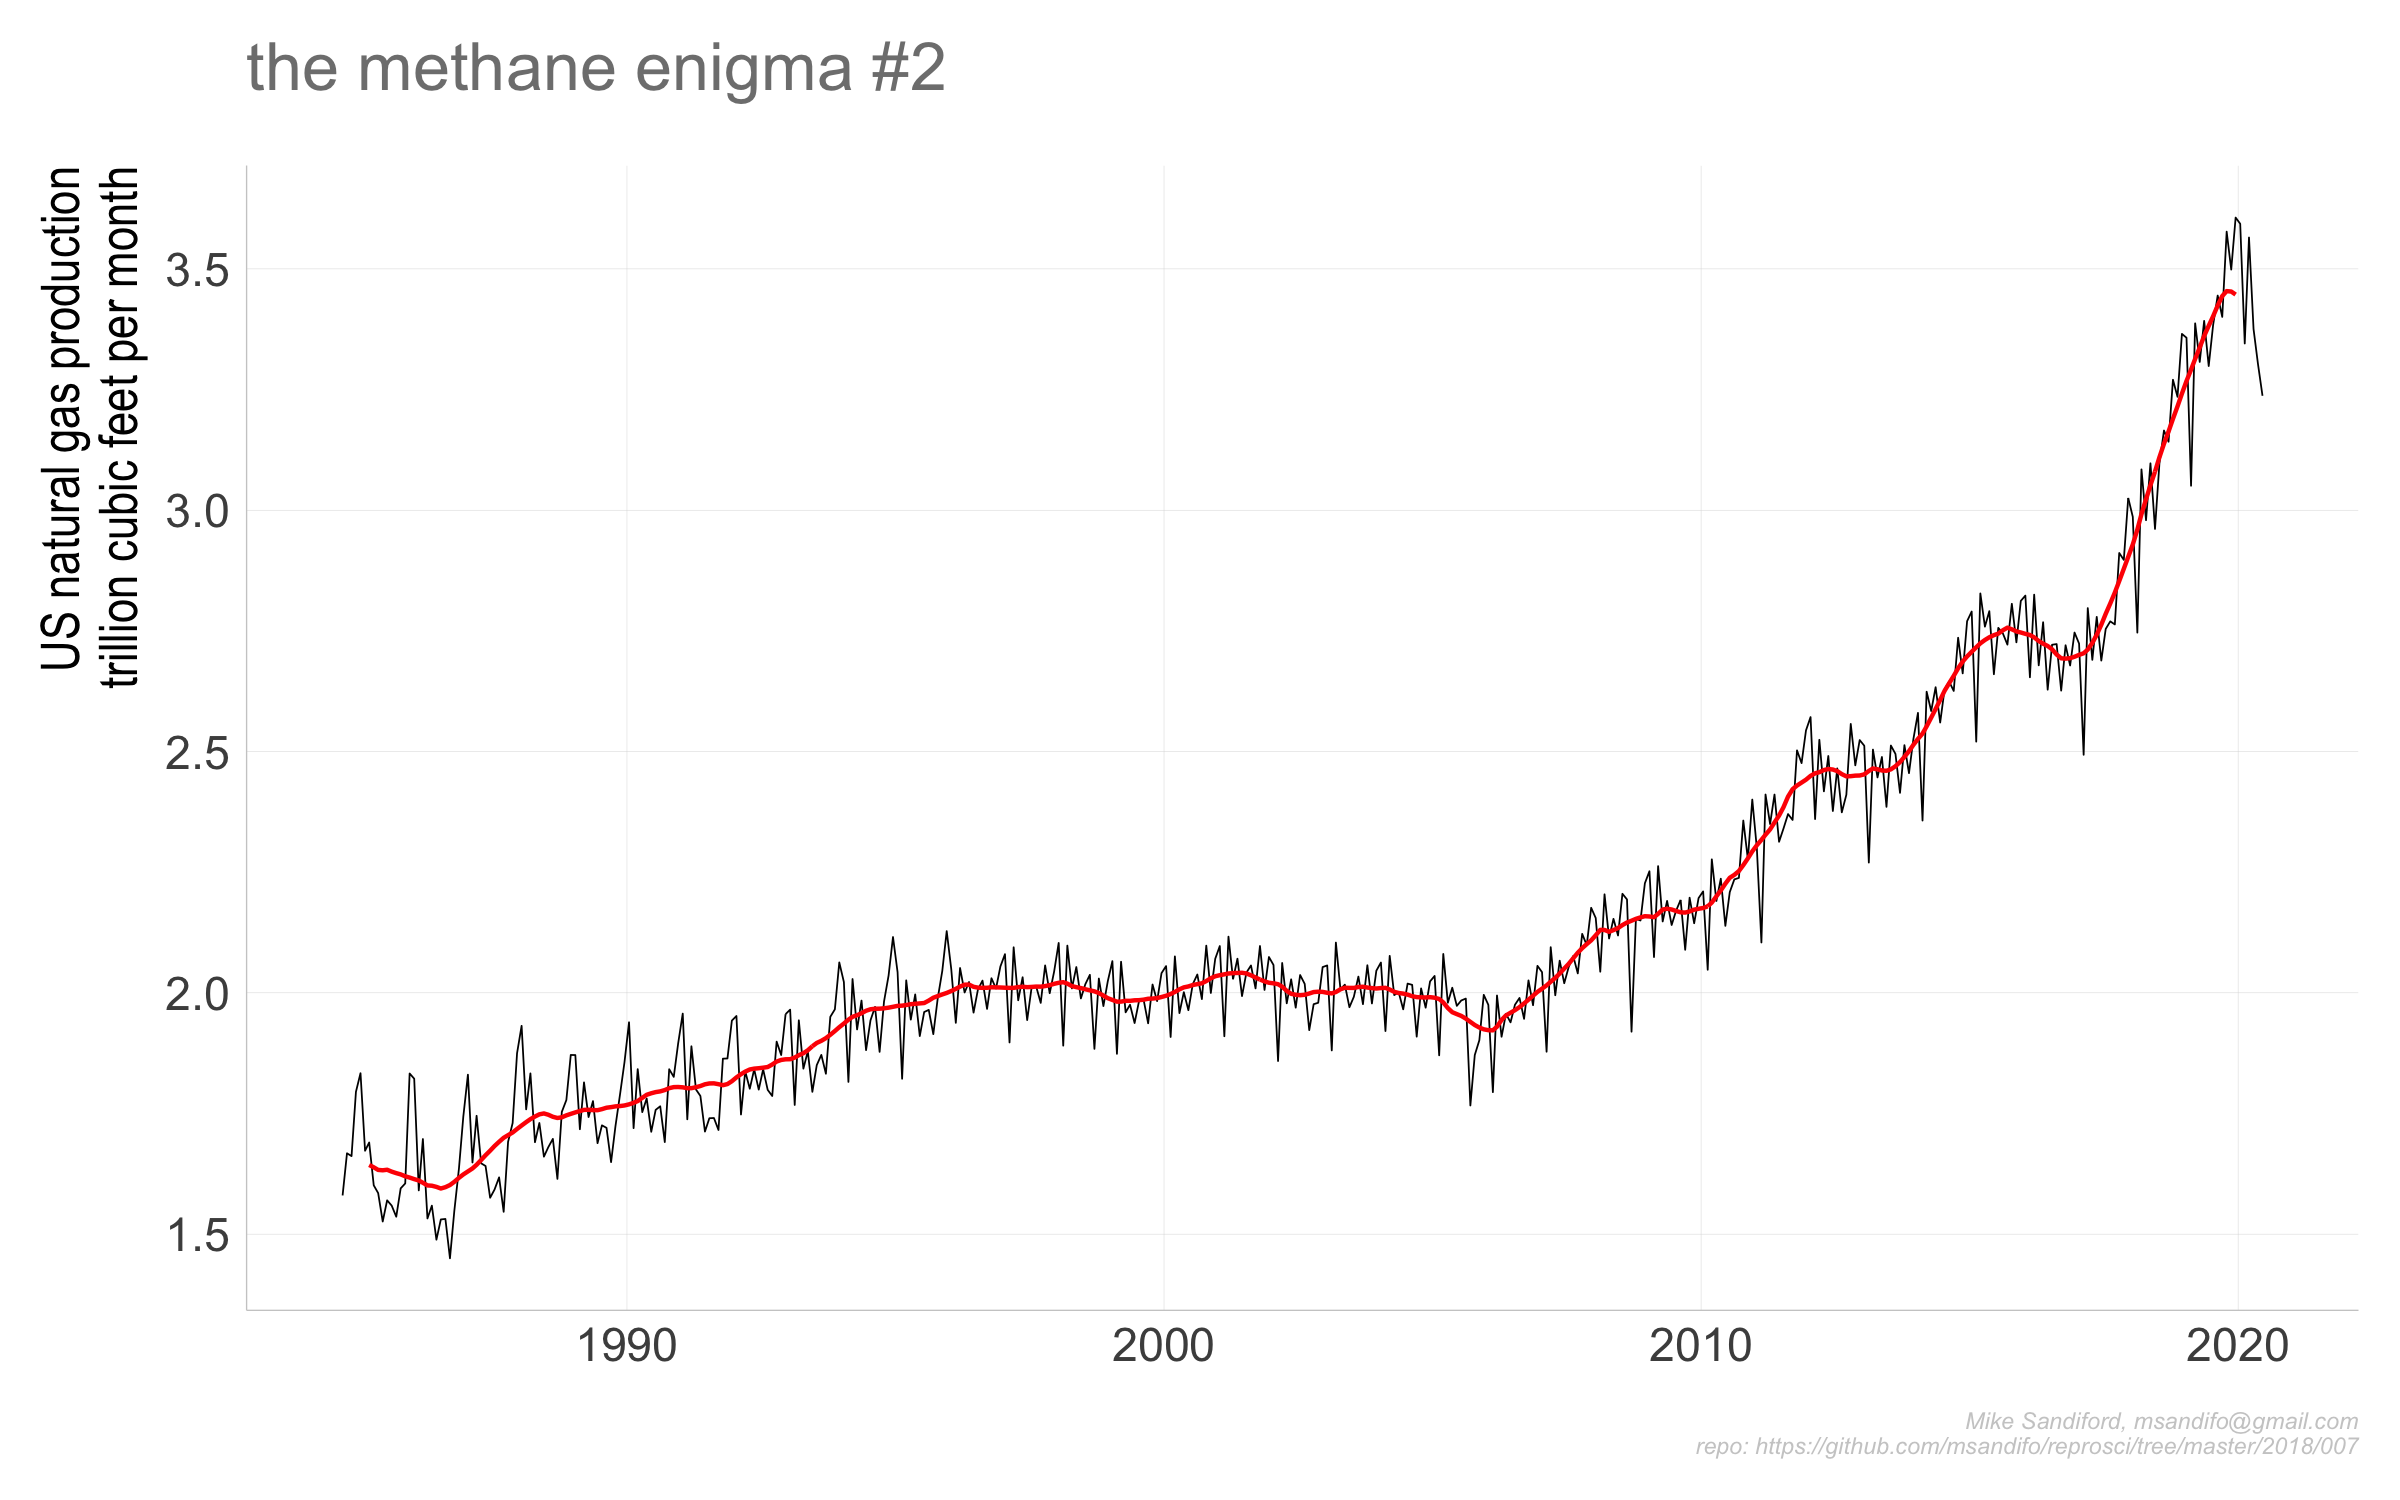 the methane enigma #2
US natural gas production
trillion cubic feet per month
3.5
3.0
2.5
2.0
1.5
1990 2000 2010 2020
Mike Sandiford, msandifo@gmail.com
repo: https://github.com/msandifo/reprosci/tree/master/2018/007